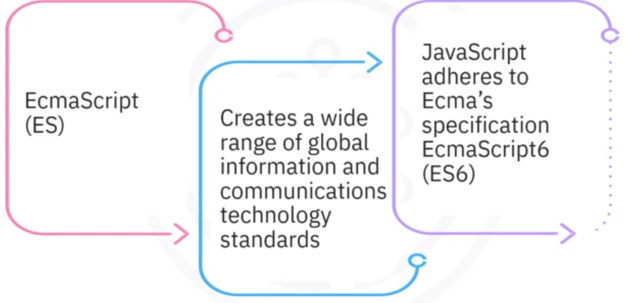 EcmaScript
(ES)
Creates a wide
range of global
information and
communications
technology
standards
JavaScript
adheres to
Ecma's
specification
EcmaScript6
(ES6)